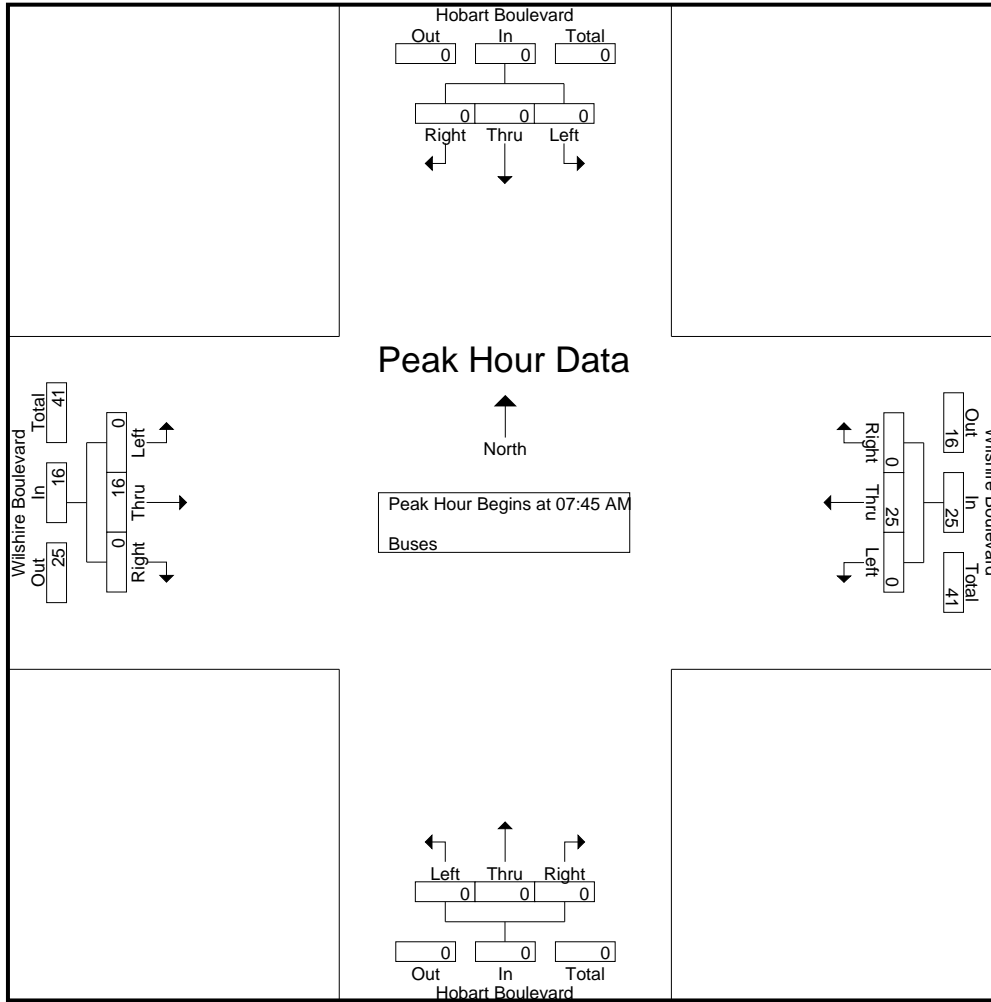 Hobart Boulevard
Out In Total
0 0 0
0 0 0
Right Thru Left
Peak Hour Data
North
Peak Hour Begins at 07:45 AM
Buses
Wilshire Boulevard
Total In Out
41 16 25
0 16 0
Left Thru Right
Wilshire Boulevard
Out In Total
16 25 41
0 25 0
Right Thru Left
Left Thru Right
0 0 0
0 0 0
Out In Total
Hobart Boulevard